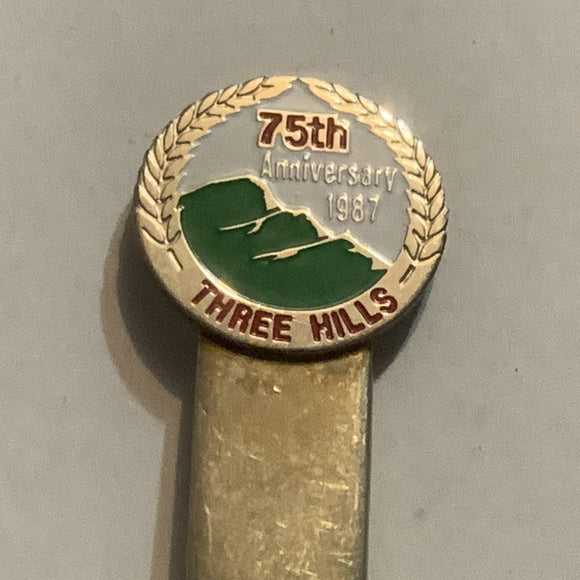 75th
Anniversary
1987
THREE HILLS